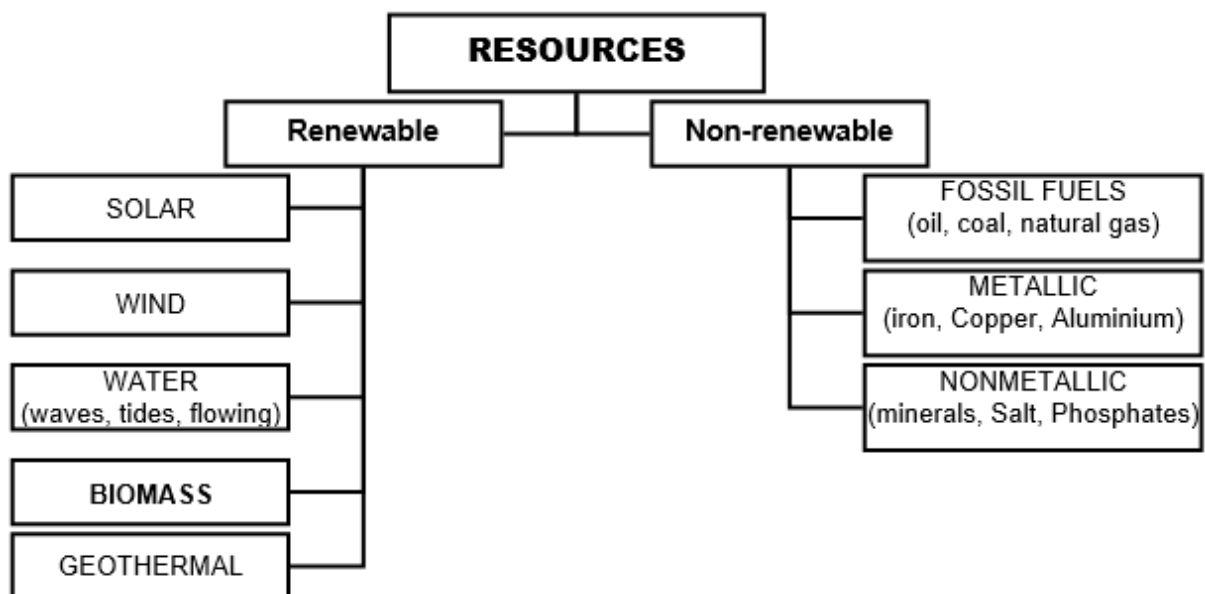 RESOURCES
Renewable
Non-renewable
SOLAR
WIND
WATER
(waves, tides, flowing)
BIOMASS
GEOTHERMAL
FOSSIL FUELS
(oil, coal, natural gas)
METALLIC
(iron, Copper, Aluminium)
NONMETALLIC
(minerals, Salt, Phosphates)